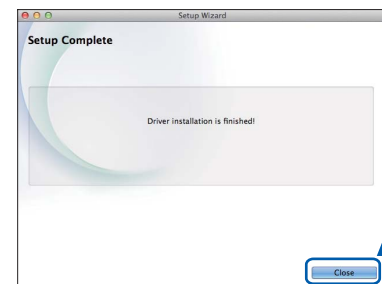 Setup Wizard
Setup Complete
Driver installation is finished!
Close